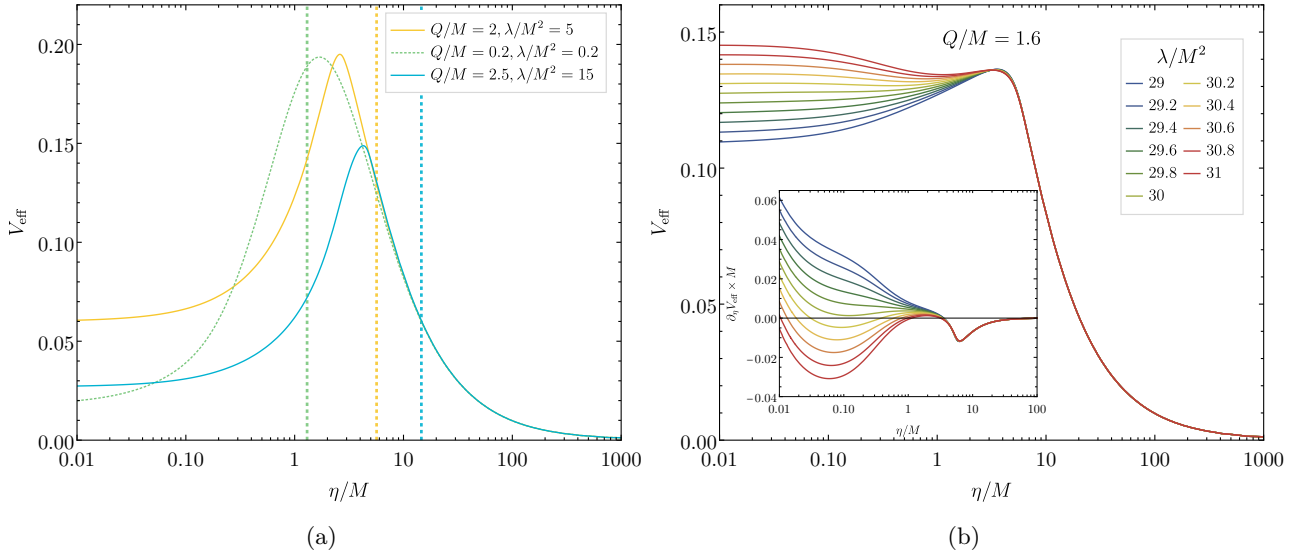 Q/M = 2, λ/M² = 5
Q/M = 0.2, λ/M² = 0.2
Q/M = 2.5, λ/M² = 15
0.20
0.15
0.10
0.05
0.00
V_eff
0.01 0.10 1 10 100 1000
η/M
(a)
Q/M = 1.6
λ/M²
29 30.2
29.2 30.4
29.4 30.6
29.6 30.8
29.8 31
30
0.15
0.10
0.05
0.00
V_eff
0.06
0.04
0.02
0.00
−0.02
−0.04
∂_ηV_eff × M
0.01 0.10 1 10 100
η/M
0.01 0.10 1 10 100 1000
η/M
(b)